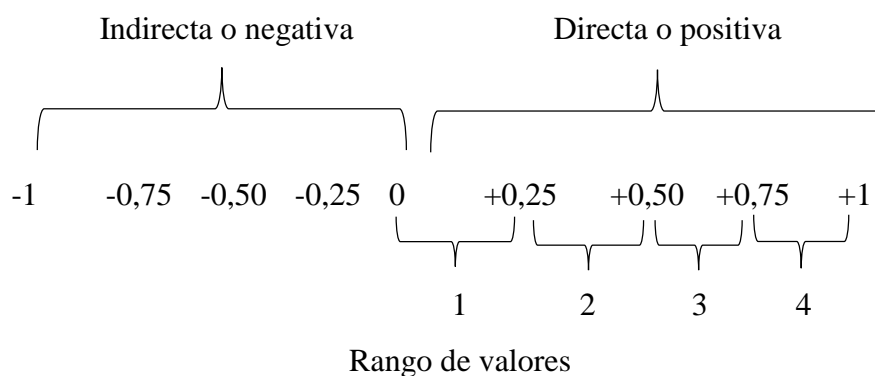 Indirecta o negativa Directa o positiva
-1 -0,75 -0,50 -0,25 0 +0,25 +0,50 +0,75 +1
1 2 3 4
Rango de valores